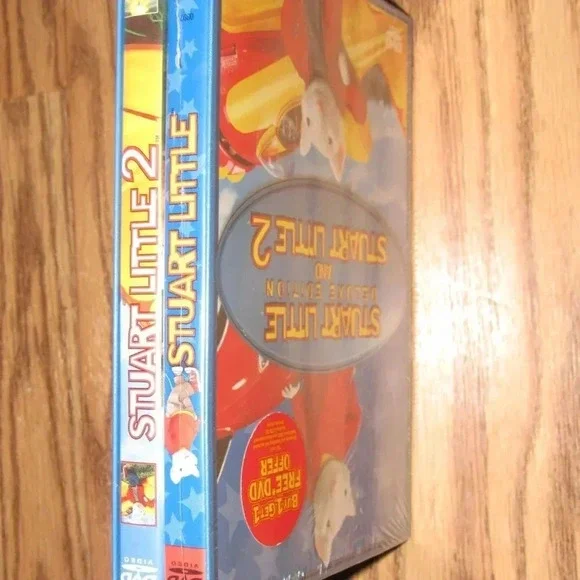 STUART LITTLE 2
DVD
VIDEO
STUART LITTLE
DVD
VIDEO
STUART LITTLE
DELUXE EDITION
AND
STUART LITTLE 2
BUY 1 GET 1
FREE DVD
OFFER